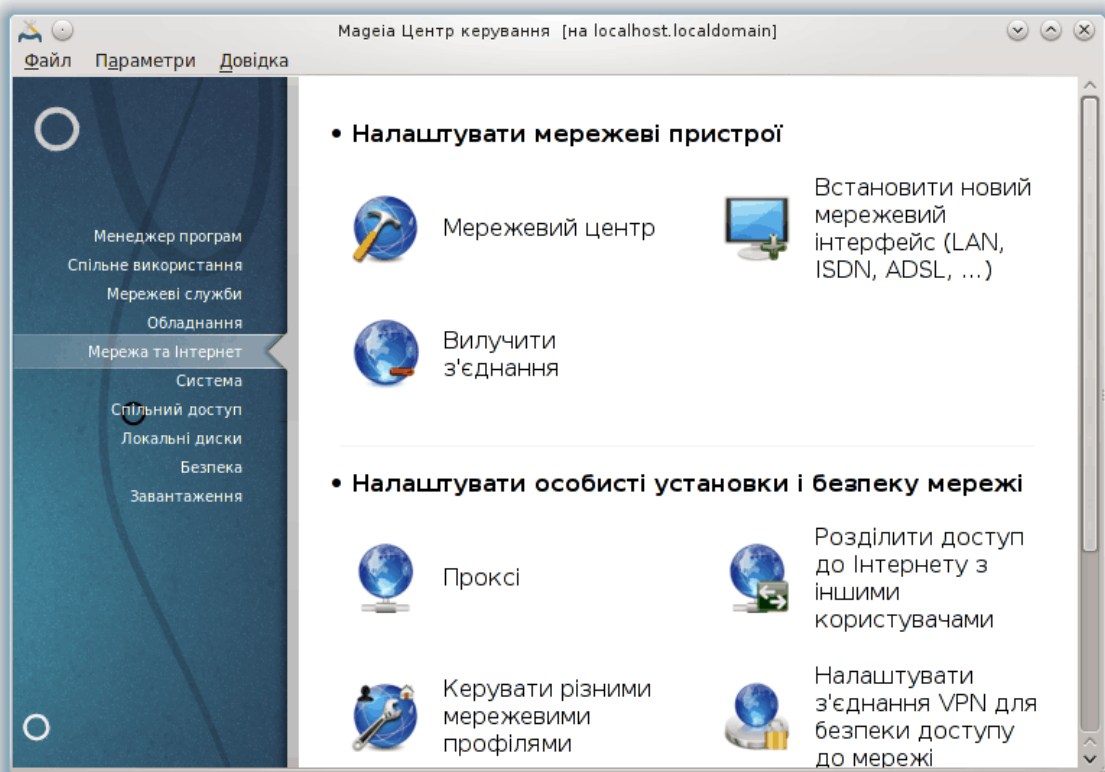 Mageia Центр керування [на localhost.localdomain]
Файл Параметри Довідка
Менеджер програм
Спільне використання
Мережеві служби
Обладнання
Мережа та Інтернет
Система
Спільний доступ
Локальні диски
Безпека
Завантаження
• Налаштувати мережеві пристрої
Мережевий центр
Встановити новий
мережевий
інтерфейс (LAN,
ISDN, ADSL, ...)
Вилучити
з'єднання
• Налаштувати особисті установки і безпеку мережі
Проксі
Розділити доступ
до Інтернету з
іншими
користувачами
Керувати різними
мережевими
профілями
Налаштувати
з'єднання VPN для
безпеки доступу
до мережі